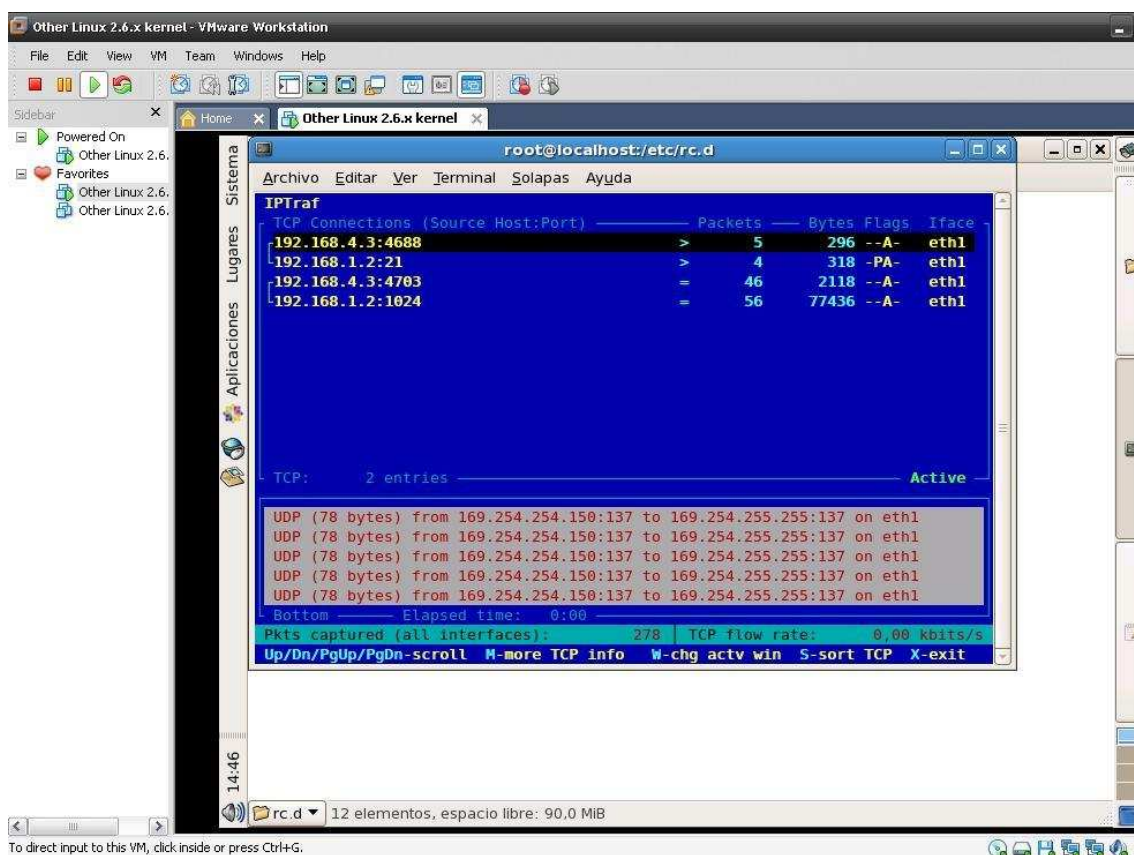 Other Linux 2.6.x kernel - VMware Workstation
File Edit View VM Team Windows Help
Sidebar
Powered On
Other Linux 2.6.
Favorites
Other Linux 2.6.
Other Linux 2.6.
Home
Other Linux 2.6.x kernel
Sistema
Lugares
Aplicaciones
14:46
root@localhost:/etc/rc.d
Archivo Editar Ver Terminal Solapas Ayuda
IPTraf
TCP Connections (Source Host:Port) Packets Bytes Flags Iface
192.168.4.3:4688 > 5 296 --A- eth1
192.168.1.2:21 > 4 318 -PA- eth1
192.168.4.3:4703 = 46 2118 --A- eth1
192.168.1.2:1024 = 56 77436 --A- eth1
TCP: 2 entries Active
UDP (78 bytes) from 169.254.254.150:137 to 169.254.255.255:137 on eth1
UDP (78 bytes) from 169.254.254.150:137 to 169.254.255.255:137 on eth1
UDP (78 bytes) from 169.254.254.150:137 to 169.254.255.255:137 on eth1
UDP (78 bytes) from 169.254.254.150:137 to 169.254.255.255:137 on eth1
UDP (78 bytes) from 169.254.254.150:137 to 169.254.255.255:137 on eth1
Bottom Elapsed time: 0:00
Pkts captured (all interfaces): 278 TCP flow rate: 0,00 kbits/s
Up/Dn/PgUp/PgDn-scroll M-more TCP info W-chg actv win S-sort TCP X-exit
rc.d 12 elementos, espacio libre: 90,0 MiB
To direct input to this VM, click inside or press Ctrl+G.